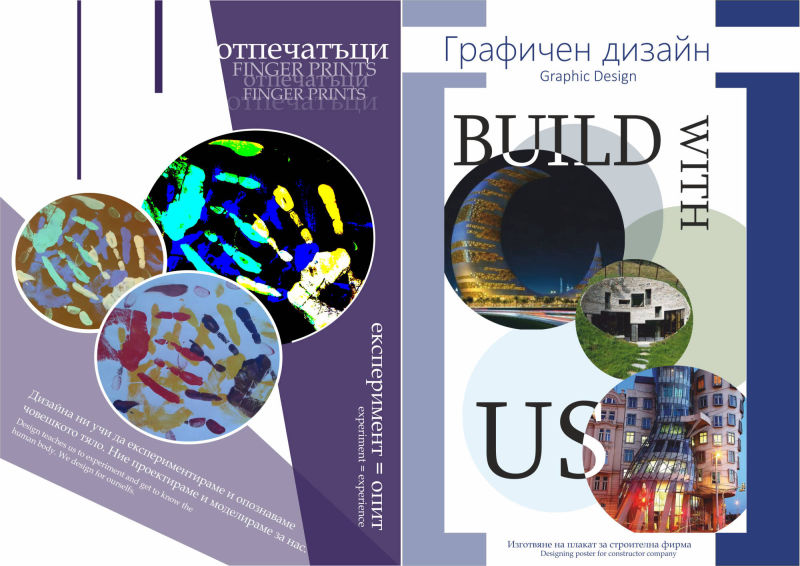 отпечатъци
FINGER PRINTS
отпечатъци
FINGER PRINTS
отпечатъци
експеримент = опит
experiment = experience
Дизайна ни учи да експериментираме и опознаваме
човешкото тяло. Ние проектираме и моделираме за нас.
Design teaches us to experiment and get to know the
human body. We design for ourselfs.
Графичен дизайн
Graphic Design
BUILD
WITH
US
Изготвяне на плакат за строителна фирма
Designing poster for constructor company